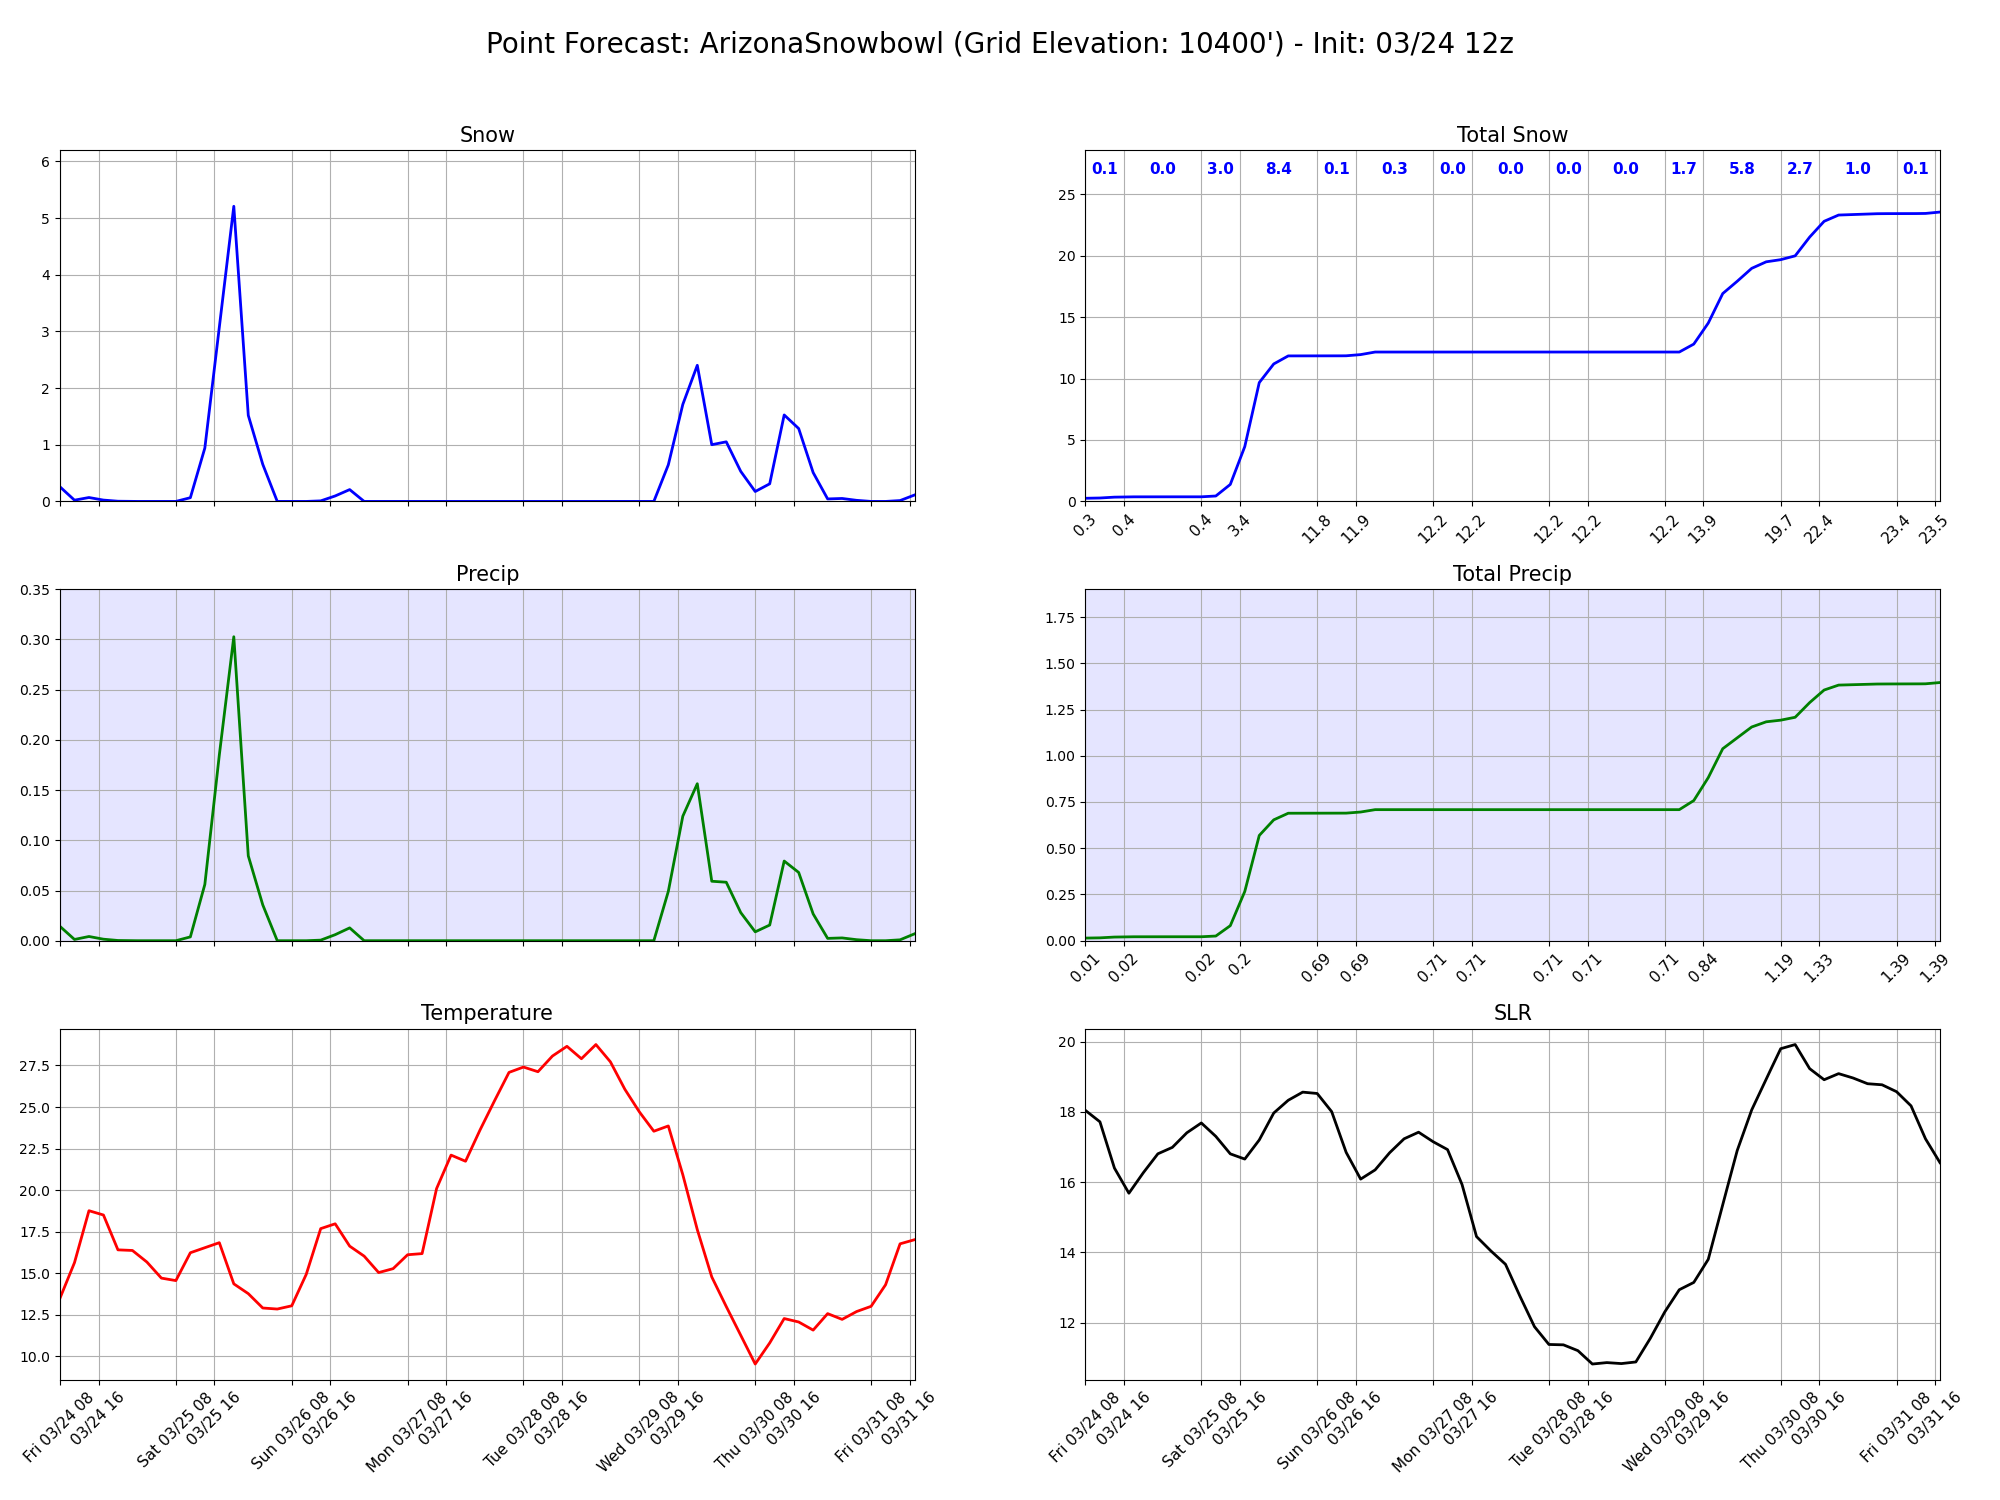 Point Forecast: ArizonaSnowbowl (Grid Elevation: 10400') - Init: 03/24 12z
Snow
6
5
4
3
2
1
0
Total Snow
0.1 0.0 3.0 8.4 0.1 0.3 0.0 0.0 0.0 0.0 1.7 5.8 2.7 1.0 0.1
25
20
15
10
5
0
0.3 0.4 0.4 3.4 11.8 11.9 12.2 12.2 12.2 12.2 12.2 13.9 19.7 22.4 23.4 23.5
Precip
0.35
0.30
0.25
0.20
0.15
0.10
0.05
0.00
Total Precip
1.75
1.50
1.25
1.00
0.75
0.50
0.25
0.00
0.01 0.02 0.02 0.2 0.69 0.69 0.71 0.71 0.71 0.71 0.71 0.84 1.19 1.33 1.39 1.39
Temperature
27.5
25.0
22.5
20.0
17.5
15.0
12.5
10.0
Fri 03/24 08
03/24 16
Sat 03/25 08
03/25 16
Sun 03/26 08
03/26 16
Mon 03/27 08
03/27 16
Tue 03/28 08
03/28 16
Wed 03/29 08
03/29 16
Thu 03/30 08
03/30 16
Fri 03/31 08
03/31 16
SLR
20
18
16
14
12
Fri 03/24 08
03/24 16
Sat 03/25 08
03/25 16
Sun 03/26 08
03/26 16
Mon 03/27 08
03/27 16
Tue 03/28 08
03/28 16
Wed 03/29 08
03/29 16
Thu 03/30 08
03/30 16
Fri 03/31 08
03/31 16